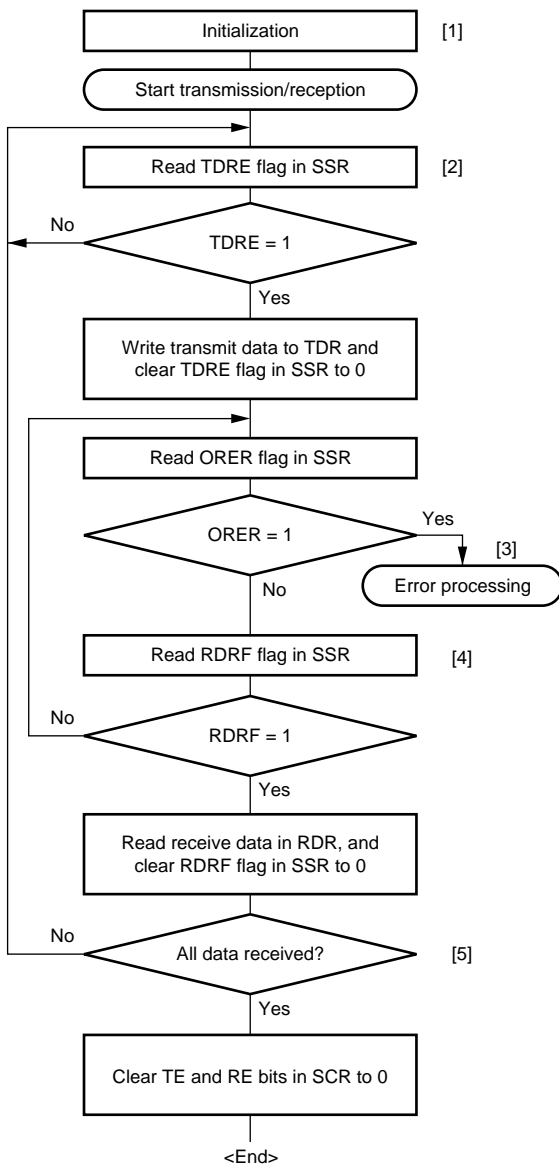 Initialization
[1]
Start transmission/reception
Read TDRE flag in SSR
[2]
No
TDRE = 1
Yes
Write transmit data to TDR and
clear TDRE flag in SSR to 0
Read ORER flag in SSR
ORER = 1
Yes
[3]
Error processing
No
Read RDRF flag in SSR
[4]
No
RDRF = 1
Yes
Read receive data in RDR, and
clear RDRF flag in SSR to 0
No
All data received?
[5]
Yes
Clear TE and RE bits in SCR to 0
<End>